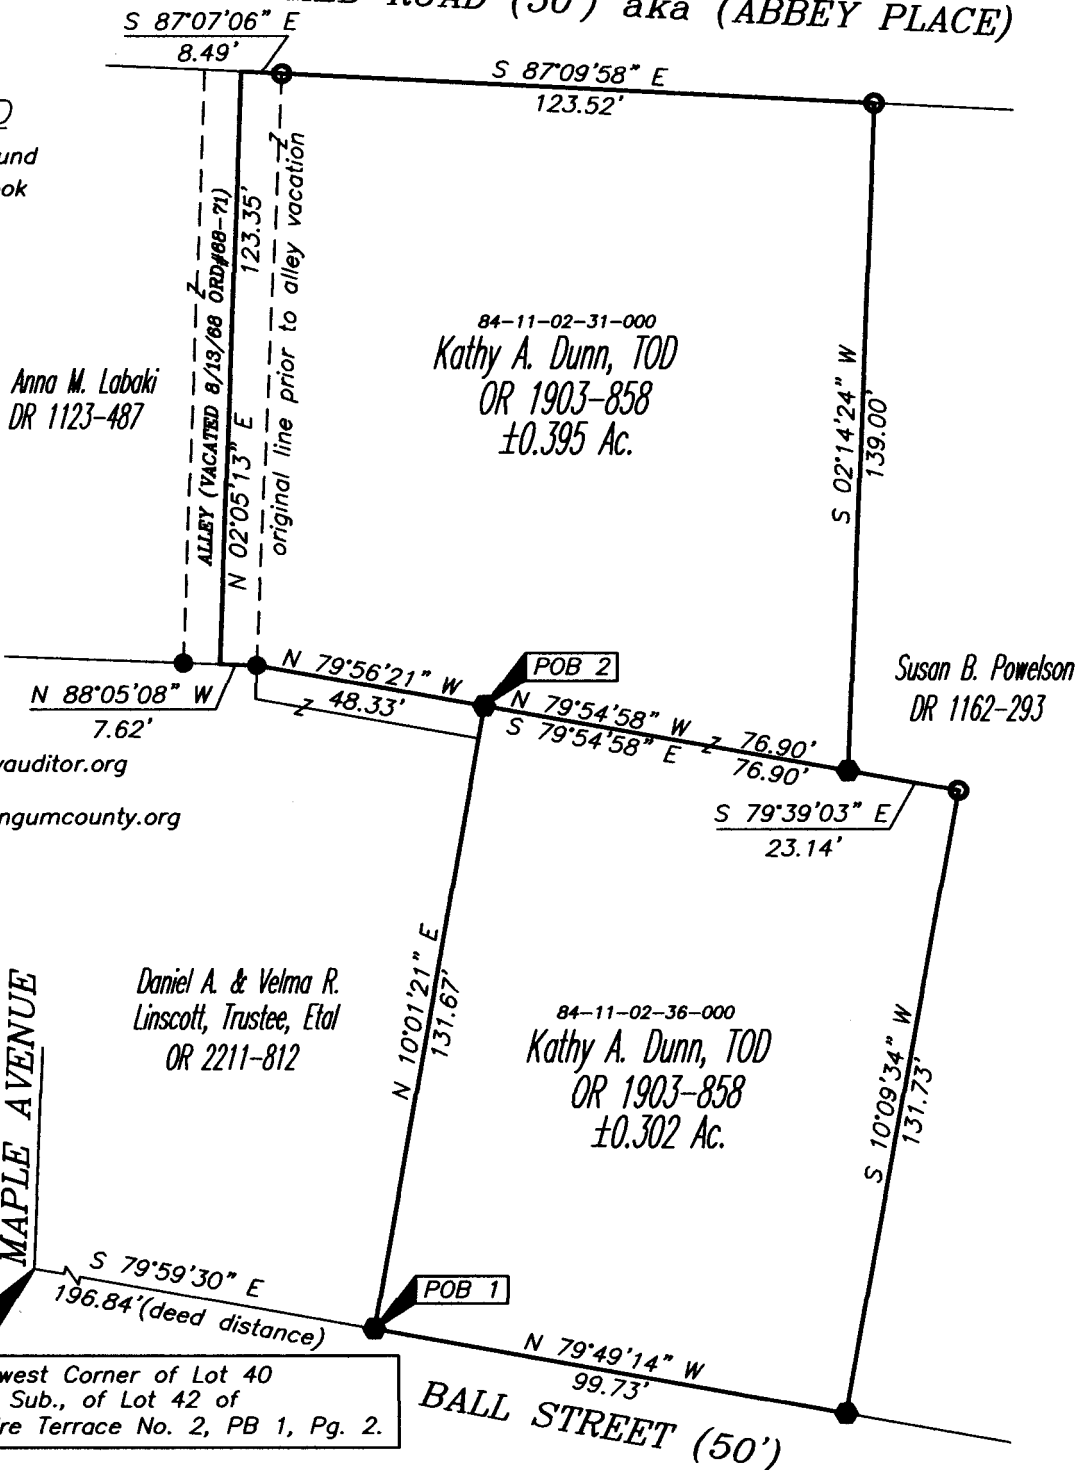 ROAD (50') aka (ABBEY PLACE)
S 87°07'06" E
8.49'
S 87°09'58" E
123.52'
ALLEY (VACATED 8/13/68 ORD#68-71)
N 02°05'13" E
123.35'
original line prior to alley vacation
84-11-02-31-000
Kathy A. Dunn, TOD
OR 1903-858
±0.395 Ac.
Anna M. Labaki
DR 1123-487
S 02°14'24" W
139.00'
N 88°05'08" W
7.62'
N 79°56'21" W
48.33'
POB 2
N 79°54'58" W 76.90'
S 79°54'58" E 76.90'
Susan B. Powelson
DR 1162-293
S 79°39'03" E
23.14'
auditor.org
ngumcounty.org
Daniel A. & Velma R.
Linscott, Trustee, Etal
OR 2211-812
N 10°01'21" E
131.67'
84-11-02-36-000
Kathy A. Dunn, TOD
OR 1903-858
±0.302 Ac.
S 10°09'34" W
131.73'
MAPLE AVENUE
S 79°59'30" E
196.84'(deed distance)
POB 1
N 79°49'14" W
99.73'
west Corner of Lot 40
Sub., of Lot 42 of
re Terrace No. 2, PB 1, Pg. 2.
BALL STREET (50')